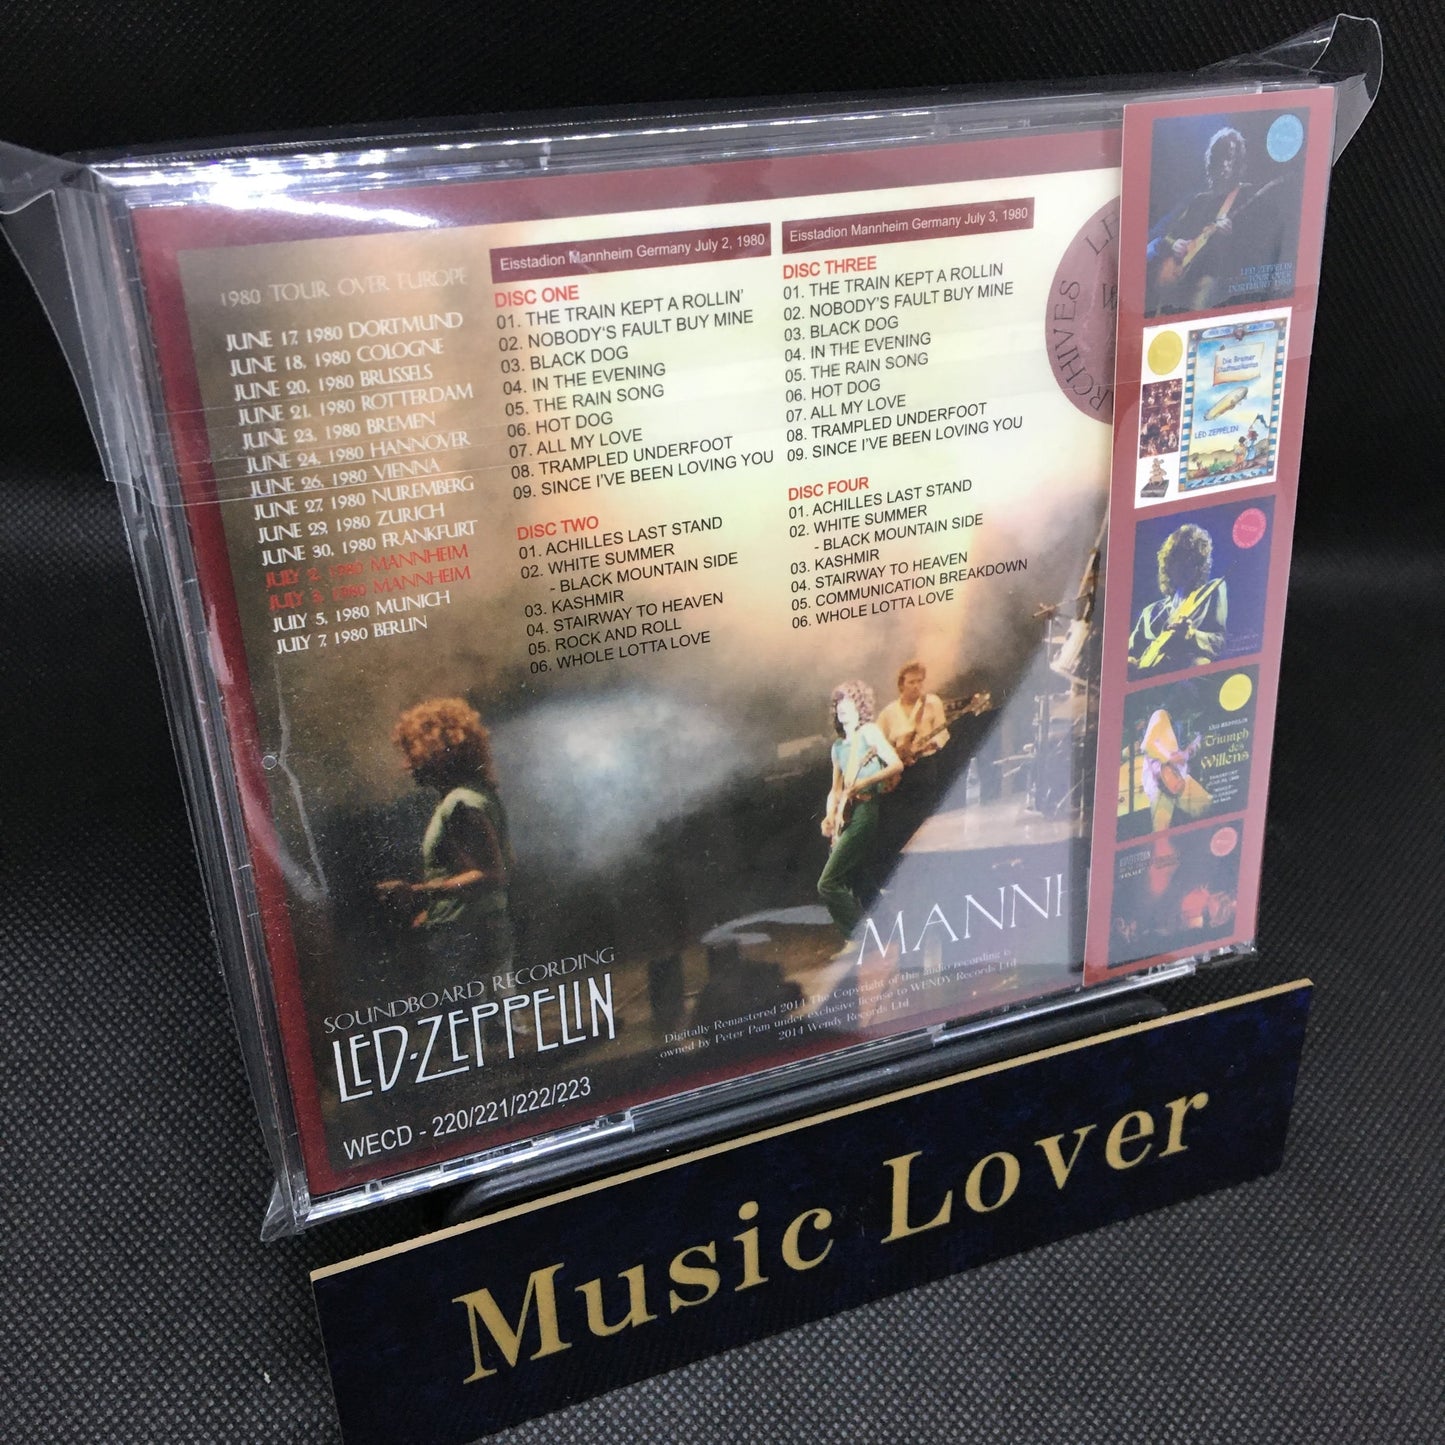 1980 TOUR OVER EUROPE
JUNE 17, 1980 DORTMUND
JUNE 18, 1980 COLOGNE
JUNE 20, 1980 BRUSSELS
JUNE 21, 1980 ROTTERDAM
JUNE 23, 1980 BREMEN
JUNE 24, 1980 HANNOVER
JUNE 26, 1980 VIENNA
JUNE 27, 1980 NUREMBERG
JUNE 29, 1980 ZURICH
JUNE 30, 1980 FRANKFURT
JULY 2, 1980 MANNHEIM
JULY 3, 1980 MANNHEIM
JULY 5, 1980 MUNICH
JULY 7, 1980 BERLIN
Eisstadion Mannheim Germany July 2, 1980
DISC ONE
01. THE TRAIN KEPT A ROLLIN'
02. NOBODY'S FAULT BUY MINE
03. BLACK DOG
04. IN THE EVENING
05. THE RAIN SONG
06. HOT DOG
07. ALL MY LOVE
08. TRAMPLED UNDERFOOT
09. SINCE I'VE BEEN LOVING YOU
DISC TWO
01. ACHILLES LAST STAND
02. WHITE SUMMER
- BLACK MOUNTAIN SIDE
03. KASHMIR
04. STAIRWAY TO HEAVEN
05. ROCK AND ROLL
06. WHOLE LOTTA LOVE
Eisstadion Mannheim Germany July 3, 1980
DISC THREE
01. THE TRAIN KEPT A ROLLIN
02. NOBODY'S FAULT BUY MINE
03. BLACK DOG
04. IN THE EVENING
05. THE RAIN SONG
06. HOT DOG
07. ALL MY LOVE
08. TRAMPLED UNDERFOOT
09. SINCE I'VE BEEN LOVING YOU
DISC FOUR
01. ACHILLES LAST STAND
02. WHITE SUMMER
- BLACK MOUNTAIN SIDE
03. KASHMIR
04. STAIRWAY TO HEAVEN
05. COMMUNICATION BREAKDOWN
06. WHOLE LOTTA LOVE
LED ZEPPELIN
TOUR OVER
DORTMUNT 1980
Die Bremer
Stadtmusikanten
LED ZEPPELIN
LED ZEPPELIN
Triumph
des
Willens
MANNH
SOUNDBOARD RECORDING
LED-ZEPPELIN
WECD - 220/221/222/223
Digitally Remastered 2014 The Copyright of this audio recording is
owned by Peter Pam under exclusive license to WENDY Records Ltd
2014 Wendy Records Ltd
Music Lover